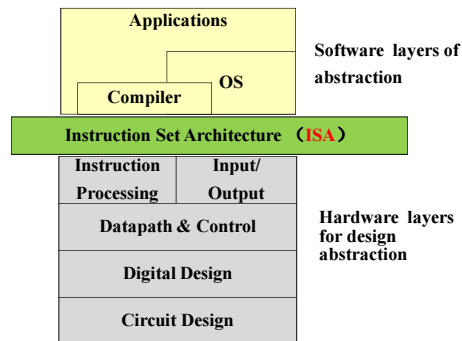 Applications
OS
Compiler
Software layers of
abstraction
Instruction Set Architecture （ISA）
Instruction
Processing
Input/
Output
Datapath & Control
Digital Design
Circuit Design
Hardware layers
for design
abstraction